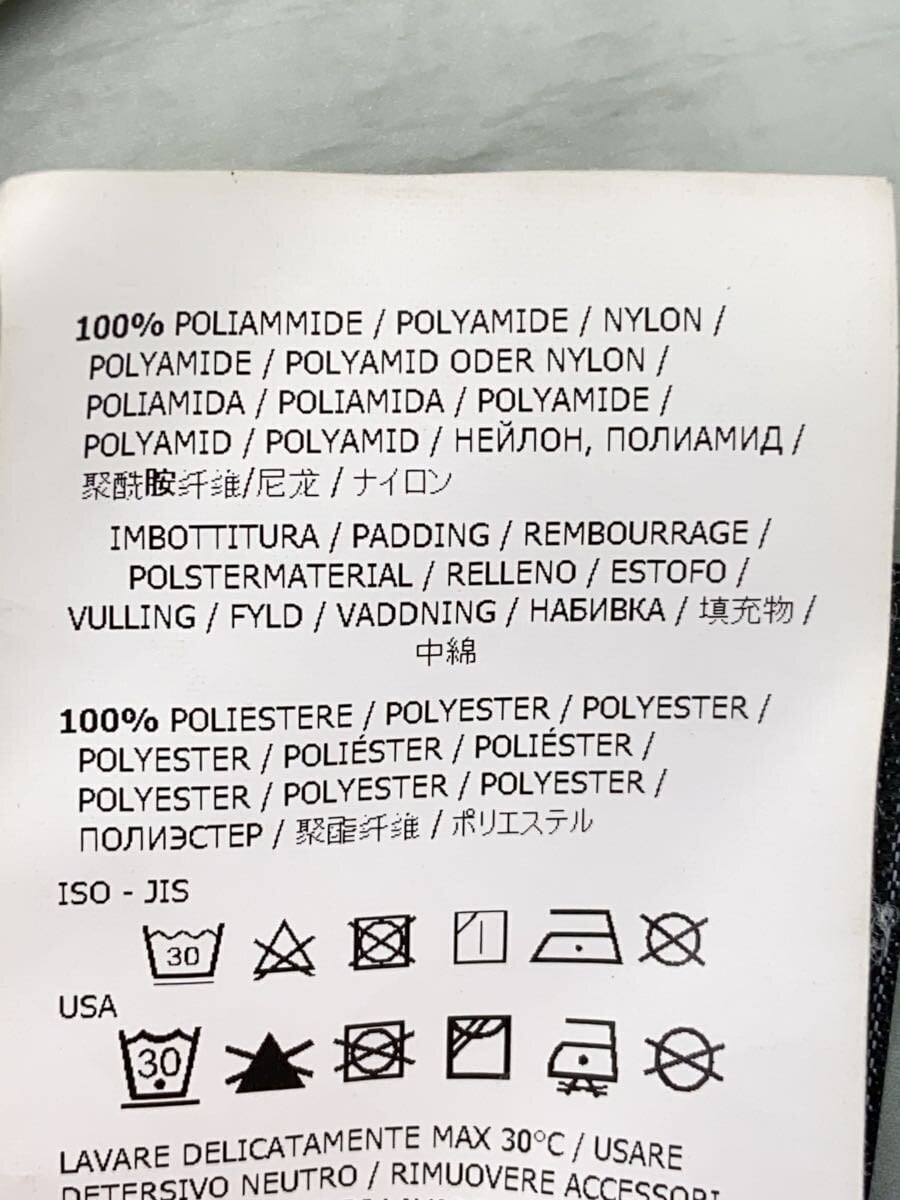 100% POLIAMMIDE / POLYAMIDE / NYLON /
POLYAMIDE / POLYAMID ODER NYLON /
POLIAMIDA / POLIAMIDA / POLYAMIDE /
POLYAMID / POLYAMID / НЕЙЛОН, ПОЛИАМИД /
聚酰胺纤维/尼龙 / ナイロン
IMBOTTITURA / PADDING / REMBOURRAGE /
POLSTERMATERIAL / RELLENO / ESTOFO /
VULLING / FYLD / VADDNING / НАБИВКА / 填充物 /
中綿
100% POLIESTERE / POLYESTER / POLYESTER /
POLYESTER / POLIÉSTER / POLIÉSTER /
POLYESTER / POLYESTER / POLYESTER /
ПОЛИЭСТЕР / 聚酯纤维 / ポリエステル
ISO - JIS
30
USA
30
LAVARE DELICATAMENTE MAX 30°C / USARE
DETERSIVO NEUTRO / RIMUOVERE ACCESSORI